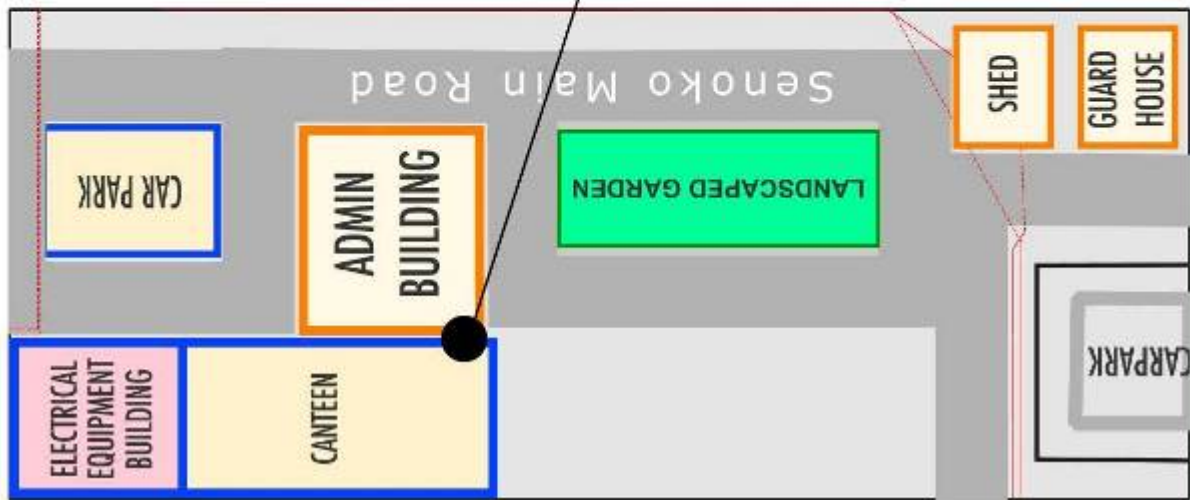 Senoko Main Road
SHED
GUARD
HOUSE
CAR PARK
ADMIN
BUILDING
LANDSCAPED GARDEN
CARPARK
ELECTRICAL
EQUIPMENT
BUILDING
CANTEEN